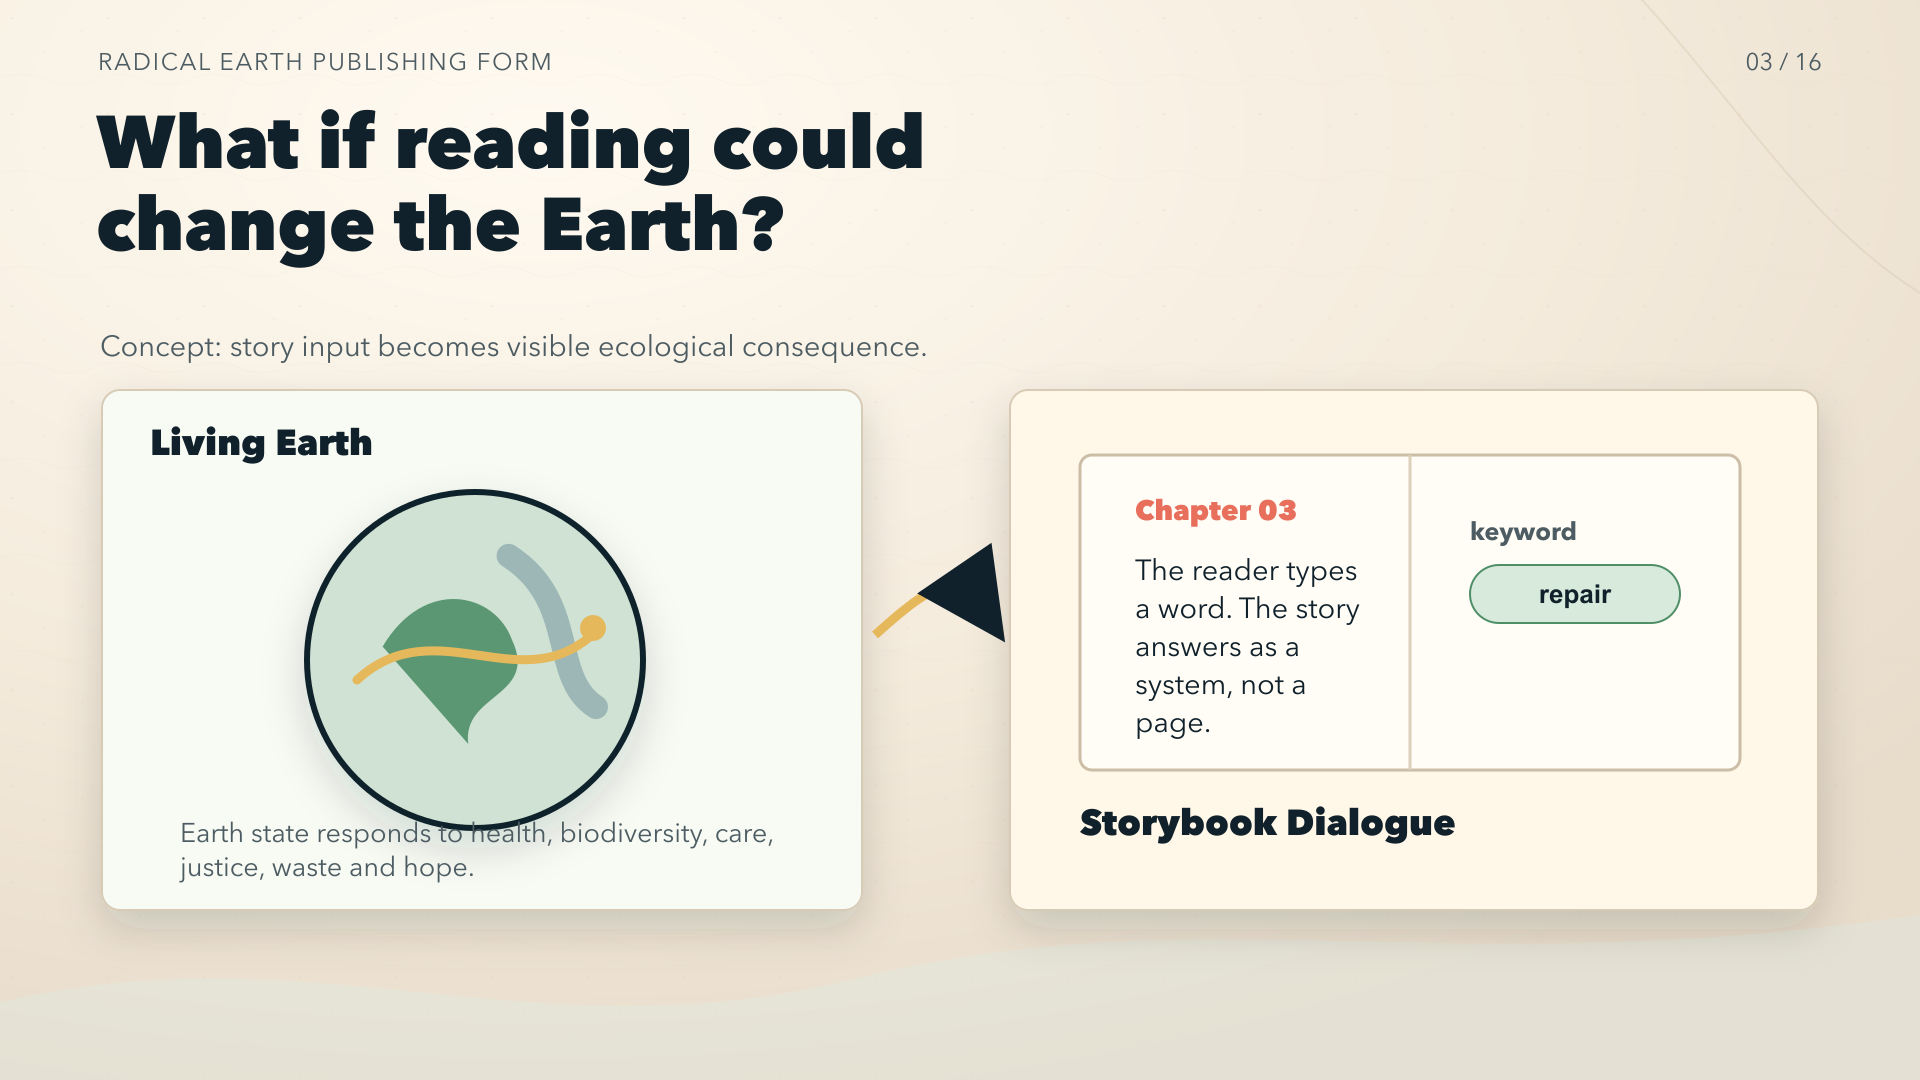 RADICAL EARTH PUBLISHING FORM
03 / 16
What if reading could
change the Earth?
Concept: story input becomes visible ecological consequence.
Living Earth
Earth state responds to health, biodiversity, care,
justice, waste and hope.
Chapter 03
The reader types
a word. The story
answers as a
system, not a
page.
keyword
repair
Storybook Dialogue